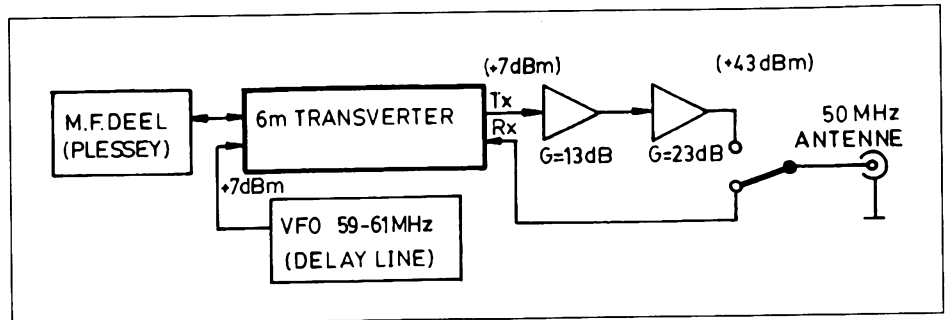 M.F.DEEL
(PLESSEY)
6m TRANSVERTER
+7dBm
VFO 59-61MHz
(DELAY LINE)
(+7dBm)
Tx
Rx
G=13dB
G=23dB
(+43dBm)
50 MHz
ANTENNE